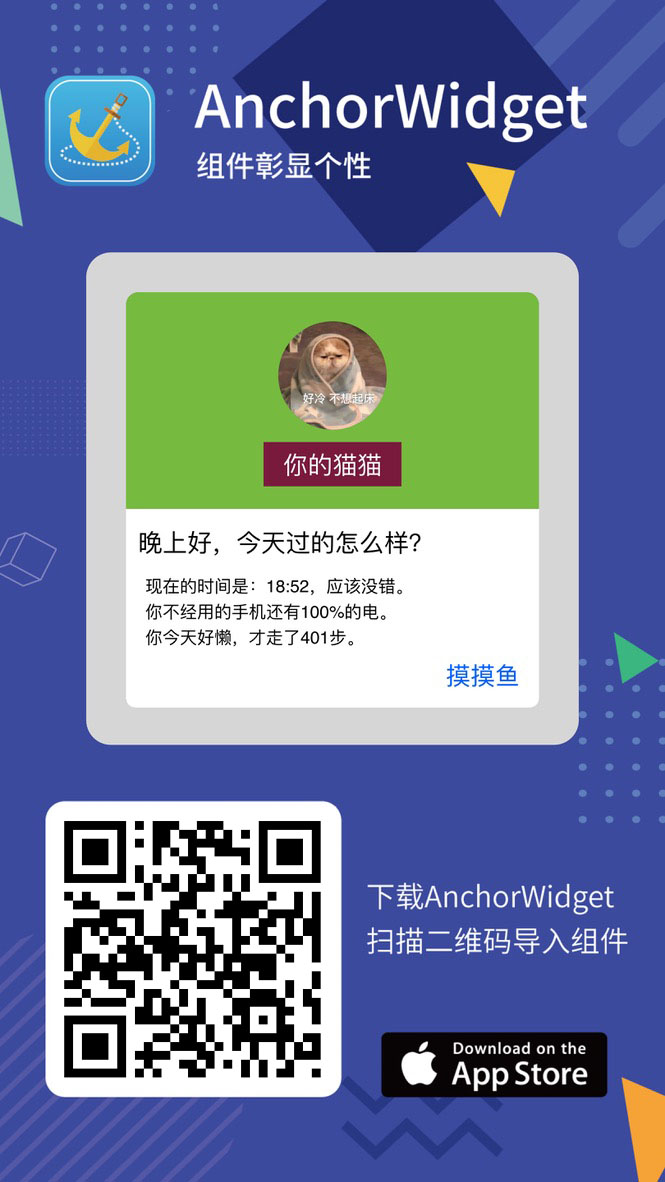 AnchorWidget
组件彰显个性
好冷 不想起床
你的猫猫
晚上好，今天过的怎么样？
现在的时间是：18:52，应该没错。
你不经用的手机还有100%的电。
你今天好懒，才走了401步。
摸摸鱼
下载AnchorWidget
扫描二维码导入组件
Download on the
App Store